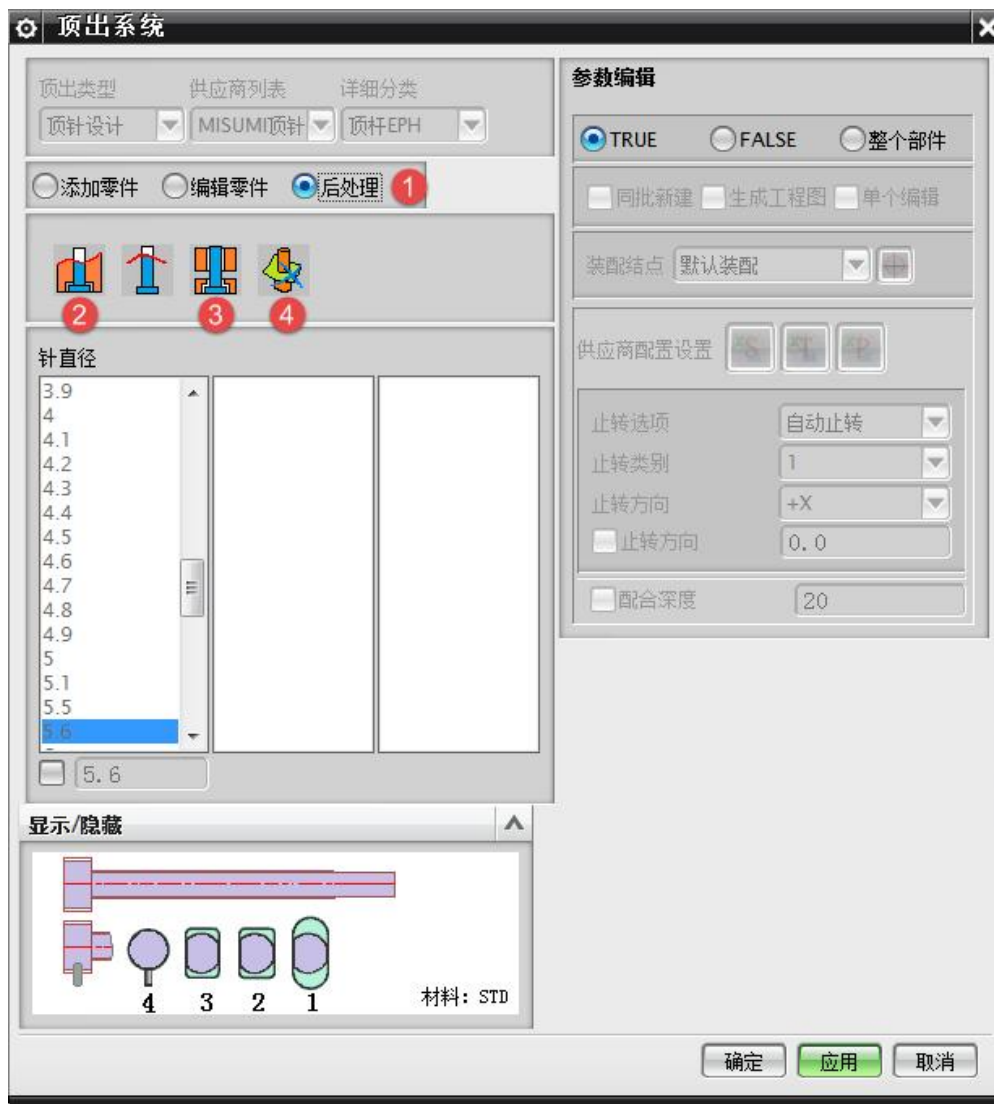 顶出系统
顶出类型 供应商列表 详细分类
顶针设计 MISUMI顶针 顶杆EPH
添加零件 编辑零件 后处理 1
2 3 4
针直径
3.9
4
4.1
4.2
4.3
4.4
4.5
4.6
4.7
4.8
4.9
5
5.1
5.5
5.6
5.6
显示/隐藏
4 3 2 1 材料: STD
参数编辑
TRUE FALSE 整个部件
同批新建 生成工程图 单个编辑
装配结点 默认装配
供应商配置设置 S T P
止转选项 自动止转
止转类别 1
止转方向 +X
止转方向 0.0
配合深度 20
确定 应用 取消